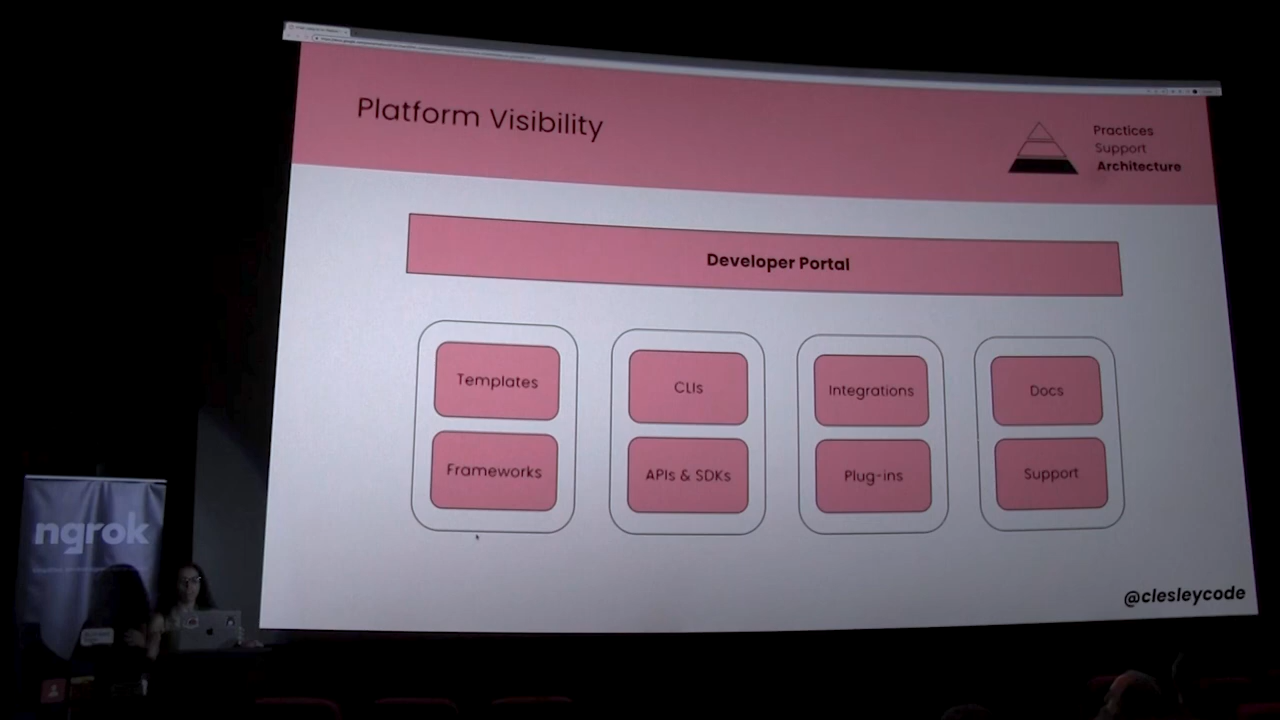 Platform Visibility
Practices
Support
Architecture
Developer Portal
Templates
CLIs
Integrations
Docs
Frameworks
APIs & SDKs
Plug-ins
Support
@clesleycode
ngrok